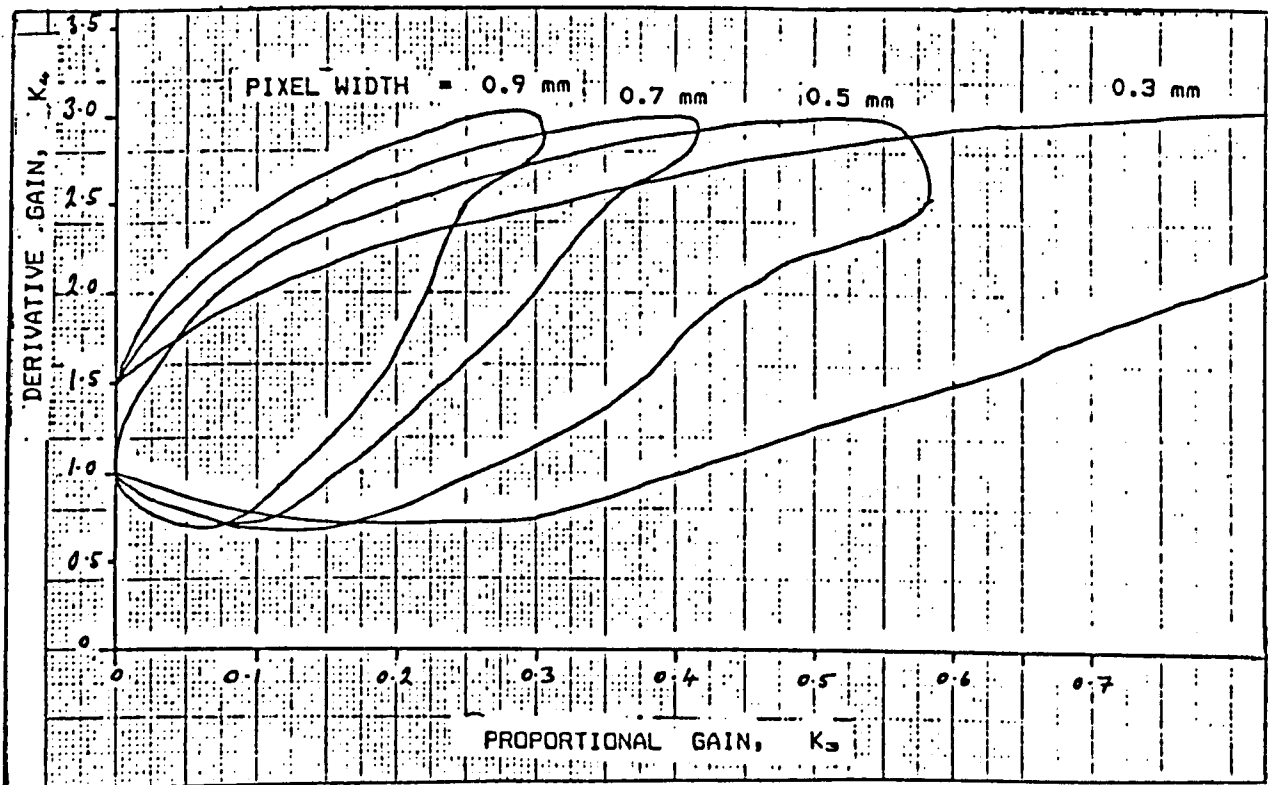 3.5
PIXEL WIDTH = 0.9 mm
0.7 mm
0.5 mm
0.3 mm
3.0
2.5
2.0
1.5
1.0
0.5
0
DERIVATIVE GAIN, K₄
0 0.1 0.2 0.3 0.4 0.5 0.6 0.7
PROPORTIONAL GAIN, K₃